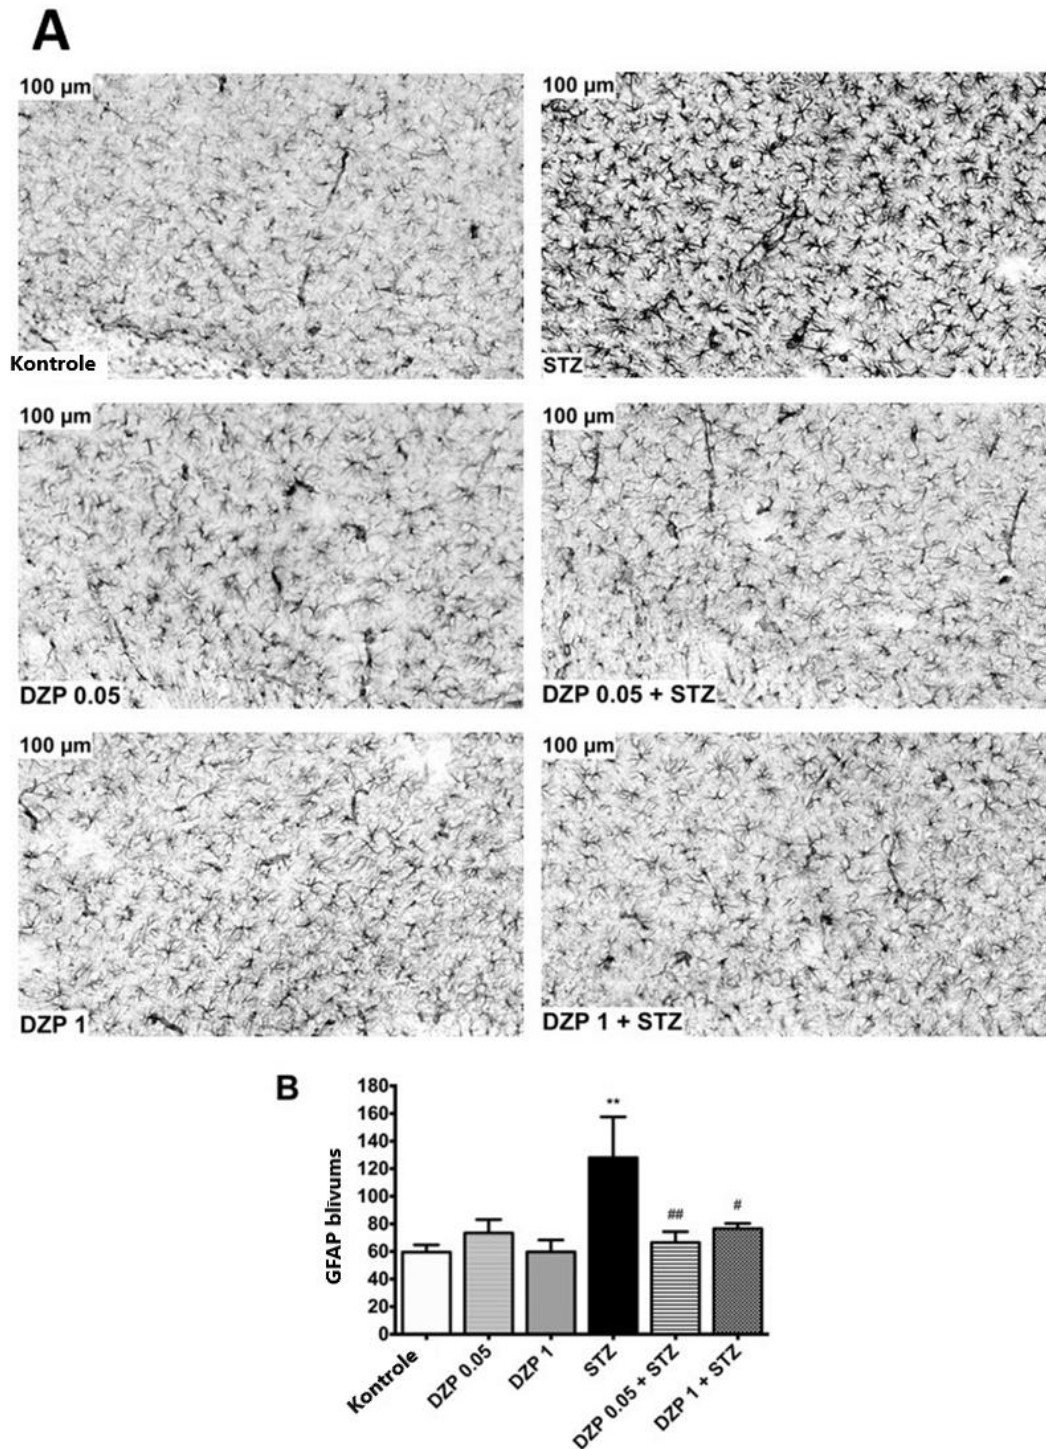 A
100 µm
100 µm
Kontrole
STZ
100 µm
100 µm
DZP 0.05
DZP 0.05 + STZ
100 µm
100 µm
DZP 1
DZP 1 + STZ
B
GFAP blīvums
180
160
140
120
100
80
60
40
20
0
**
##
#
Kontrole
DZP 0.05
DZP 1
STZ
DZP 0.05 + STZ
DZP 1 + STZ